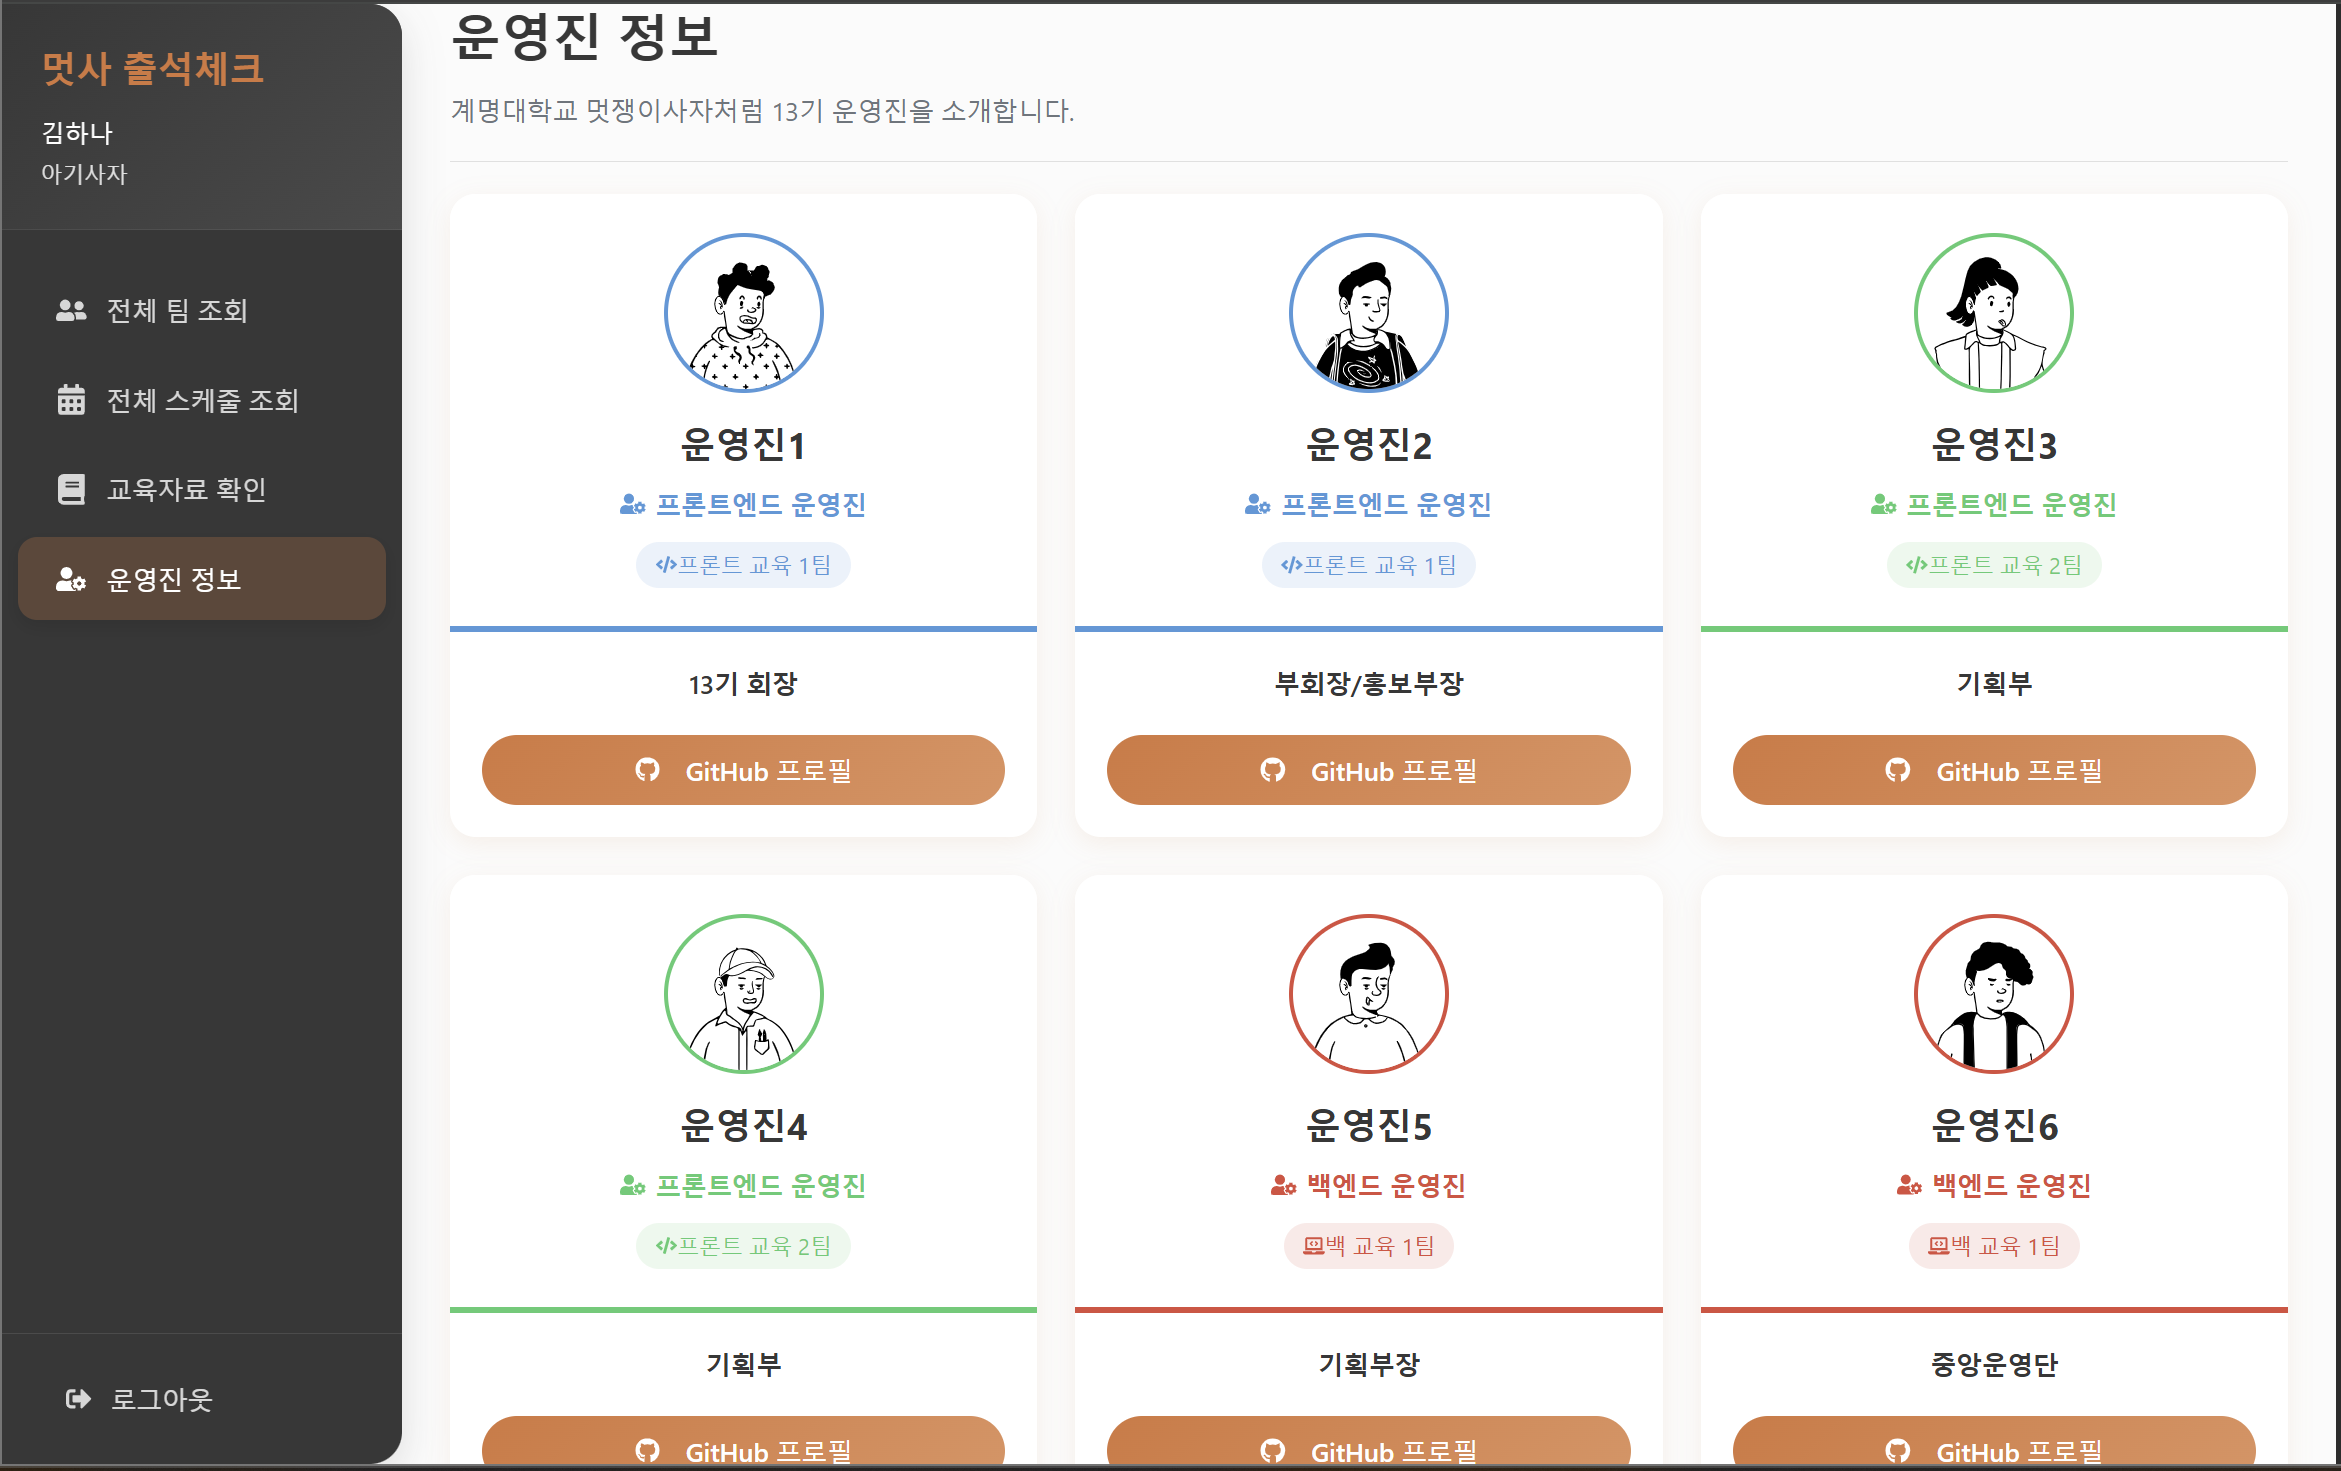 멋사 출석체크
김하나
아기사자
전체 팀 조회
전체 스케줄 조회
교육자료 확인
운영진 정보
로그아웃
운영진 정보
계명대학교 멋쟁이사자처럼 13기 운영진을 소개합니다.
운영진1
프론트엔드 운영진
프론트 교육 1팀
13기 회장
GitHub 프로필
운영진2
프론트엔드 운영진
프론트 교육 1팀
부회장/홍보부장
GitHub 프로필
운영진3
프론트엔드 운영진
프론트 교육 2팀
기획부
GitHub 프로필
운영진4
프론트엔드 운영진
프론트 교육 2팀
기획부
GitHub 프로필
운영진5
백엔드 운영진
백 교육 1팀
기획부장
GitHub 프로필
운영진6
백엔드 운영진
백 교육 1팀
중앙운영단
GitHub 프로필